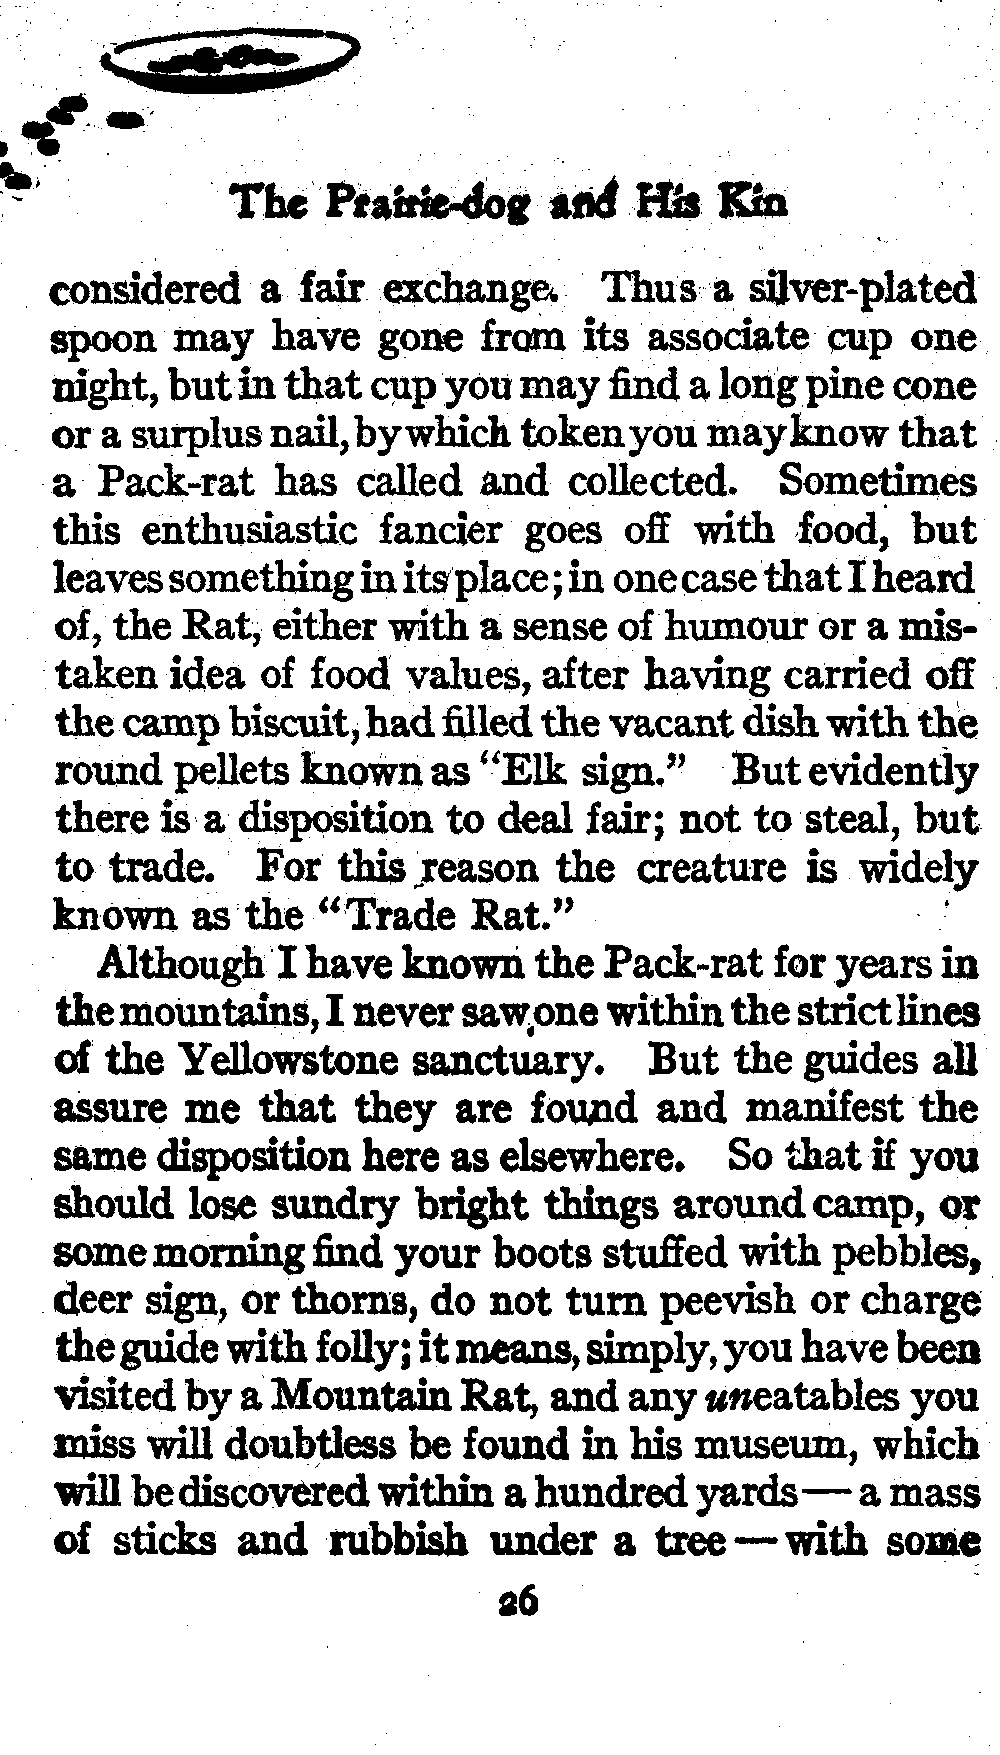 The Prairie-dog and His Kin
considered a fair exchange. Thus a silver-plated
spoon may have gone from its associate cup one
night, but in that cup you may find a long pine cone
or a surplus nail, by which token you may know that
a Pack-rat has called and collected. Sometimes
this enthusiastic fancier goes off with food, but
leaves something in its place; in one case that I heard
of, the Rat, either with a sense of humour or a mis-
taken idea of food values, after having carried off
the camp biscuit, had filled the vacant dish with the
round pellets known as "Elk sign." But evidently
there is a disposition to deal fair; not to steal, but
to trade. For this reason the creature is widely
known as the "Trade Rat."
Although I have known the Pack-rat for years in
the mountains, I never saw one within the strict lines
of the Yellowstone sanctuary. But the guides all
assure me that they are found and manifest the
same disposition here as elsewhere. So that if you
should lose sundry bright things around camp, or
some morning find your boots stuffed with pebbles,
deer sign, or thorns, do not turn peevish or charge
the guide with folly; it means, simply, you have been
visited by a Mountain Rat, and any uneatables you
miss will doubtless be found in his museum, which
will be discovered within a hundred yards — a mass
of sticks and rubbish under a tree — with some
26